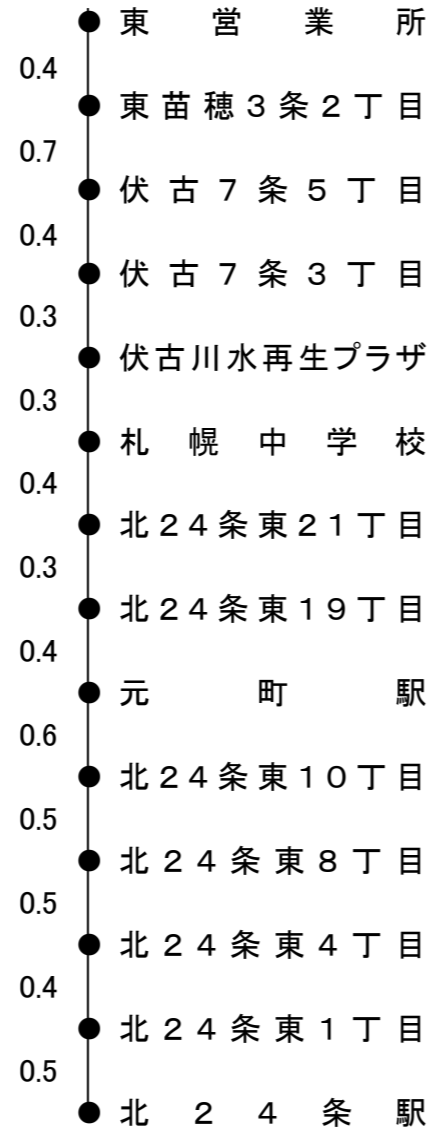 東営業所
0.4
東苗穂3条2丁目
0.7
伏古7条5丁目
0.4
伏古7条3丁目
0.3
伏古川水再生プラザ
0.3
札幌中学校
0.4
北24条東21丁目
0.3
北24条東19丁目
0.4
元町駅
0.6
北24条東10丁目
0.5
北24条東8丁目
0.5
北24条東4丁目
0.4
北24条東1丁目
0.5
北24条駅